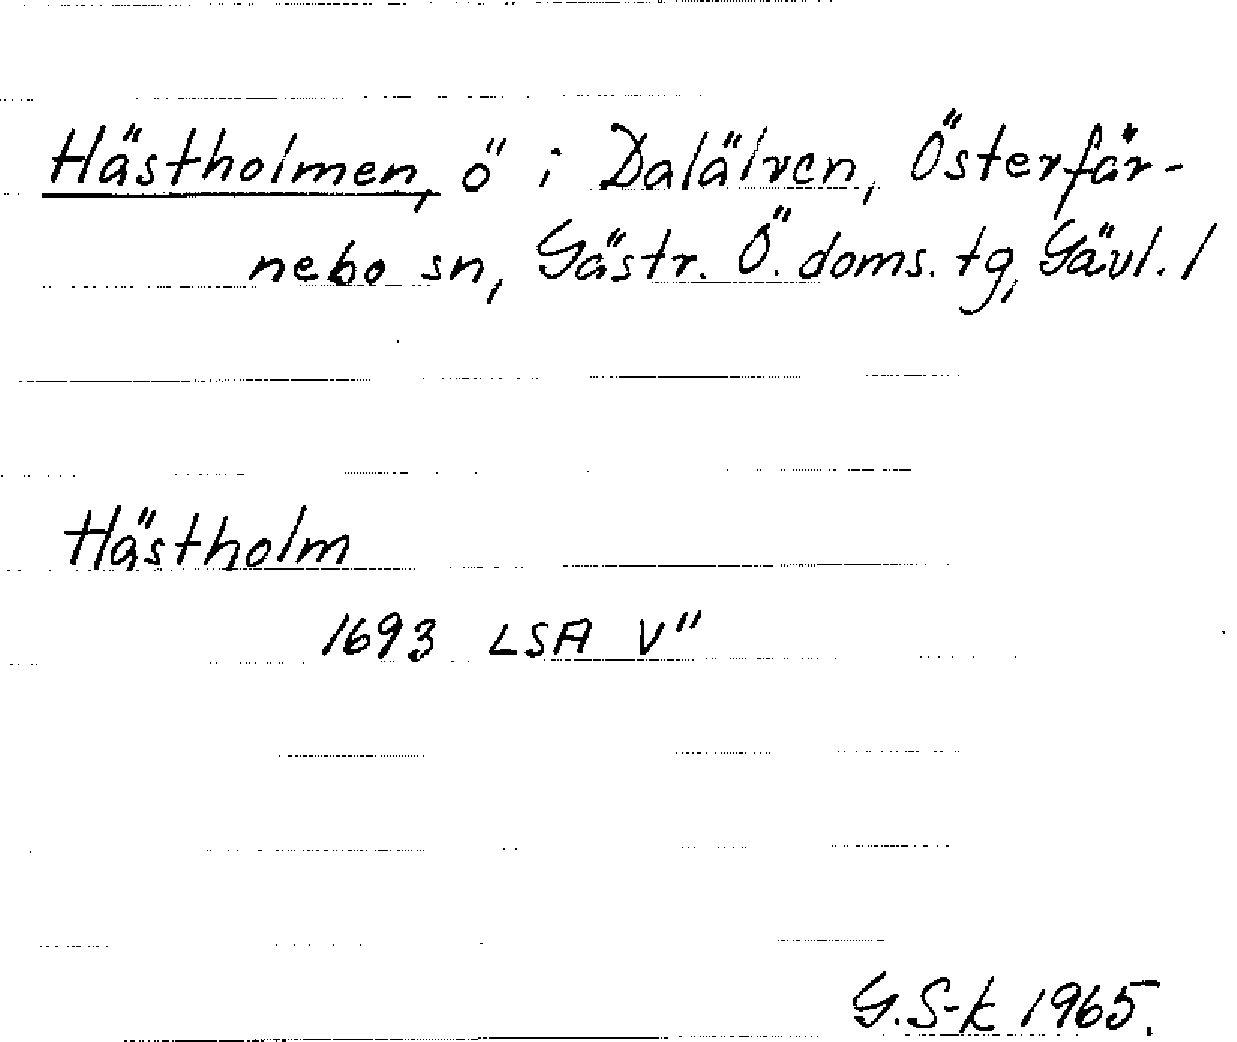 Hästholmen, ö i Dalälven, Österfär-
nebo sn, Gästr. Ö. doms. tg, Gävl. l
Hästholm
1693 LSA V"
G. S-k 1965.